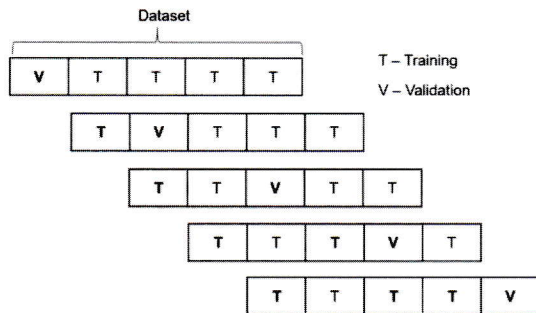 Dataset
V T T T T
T – Training
V – Validation
T V T T T
T T V T T
T T T V T
T T T T V